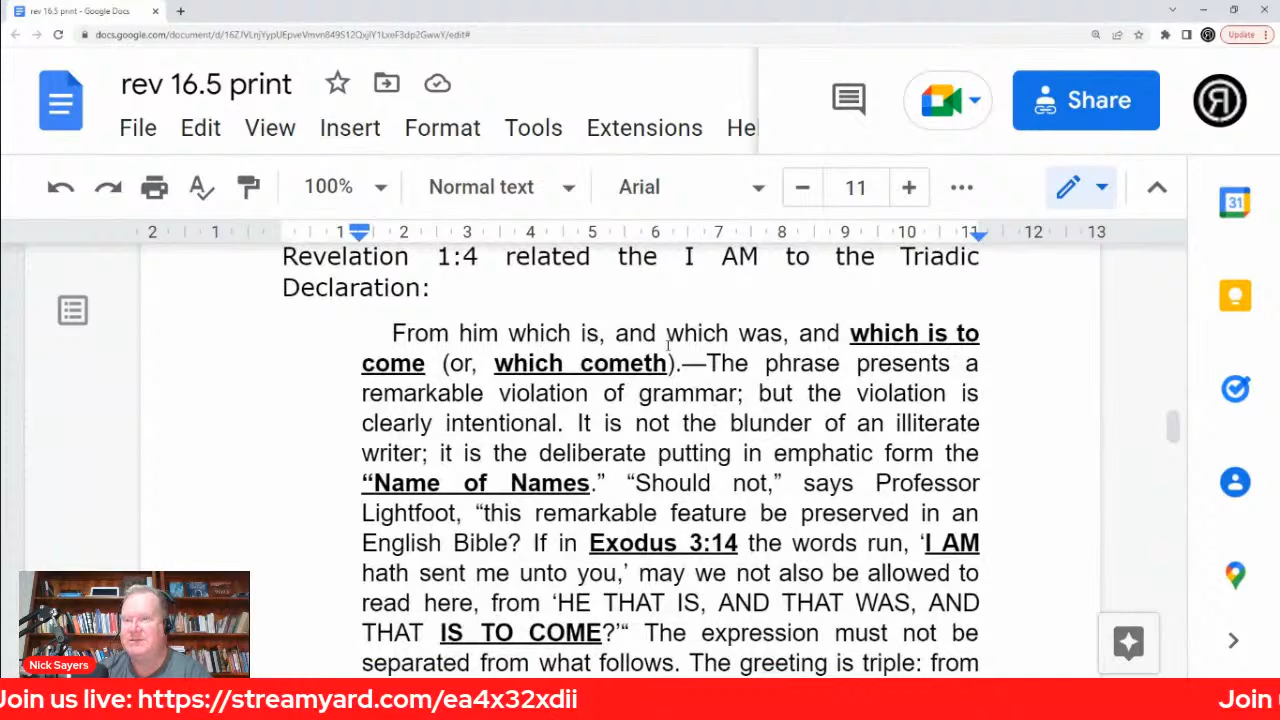 rev 16.5 print - Google Docs
docs.google.com/document/d/16ZJVLnjYypUEpveVmvn849S12QxjlY1LxeF3dp2GwwY/edit#
Update
rev 16.5 print
File Edit View Insert Format Tools Extensions He
Share
100% Normal text Arial 11
2 1 1 2 3 4 5 6 7 8 9 10 11 12 13
31
Revelation 1:4 related the I AM to the Triadic
Declaration:
From him which is, and which was, and which is to
come (or, which cometh).—The phrase presents a
remarkable violation of grammar; but the violation is
clearly intentional. It is not the blunder of an illiterate
writer; it is the deliberate putting in emphatic form the
“Name of Names.” “Should not,” says Professor
Lightfoot, “this remarkable feature be preserved in an
English Bible? If in Exodus 3:14 the words run, ‘I AM
hath sent me unto you,’ may we not also be allowed to
read here, from ‘HE THAT IS, AND THAT WAS, AND
THAT IS TO COME?’“ The expression must not be
separated from what follows. The greeting is triple: from
Nick Sayers
Join us live: https://streamyard.com/ea4x32xdii
Join u